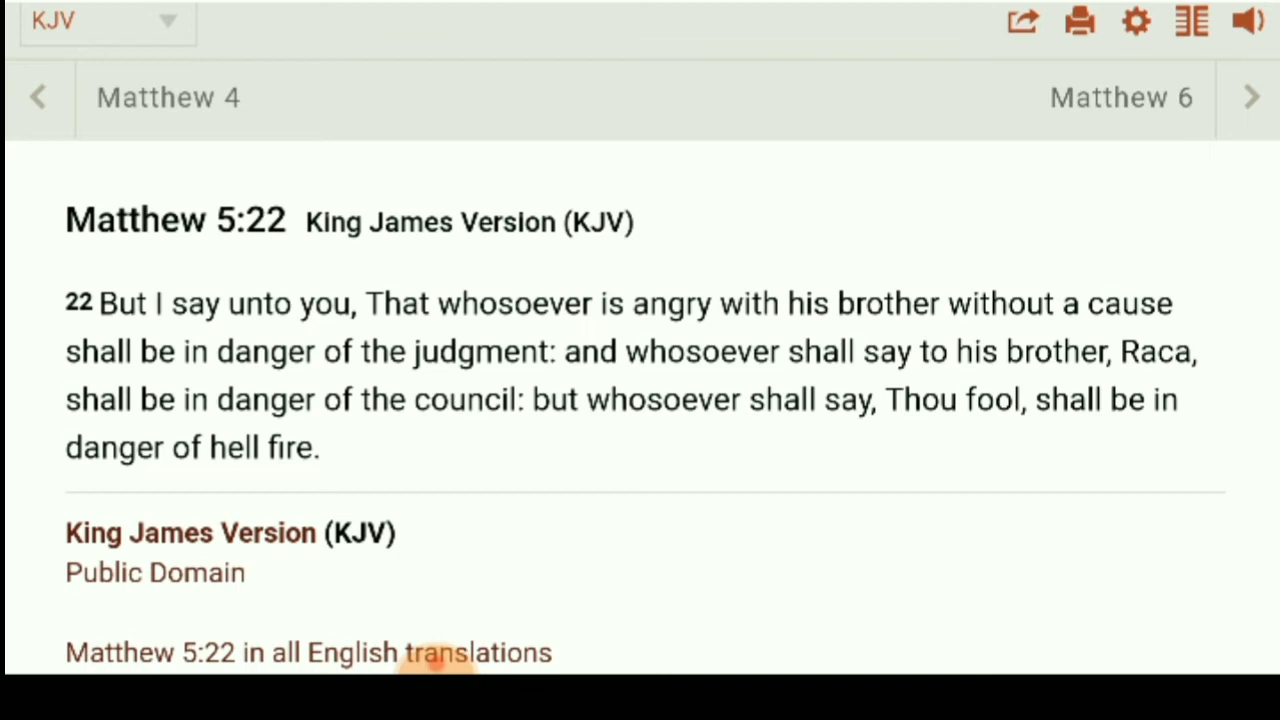 KJV
Matthew 4
Matthew 6
Matthew 5:22 King James Version (KJV)
22 But I say unto you, That whosoever is angry with his brother without a cause
shall be in danger of the judgment: and whosoever shall say to his brother, Raca,
shall be in danger of the council: but whosoever shall say, Thou fool, shall be in
danger of hell fire.
King James Version (KJV)
Public Domain
Matthew 5:22 in all English translations